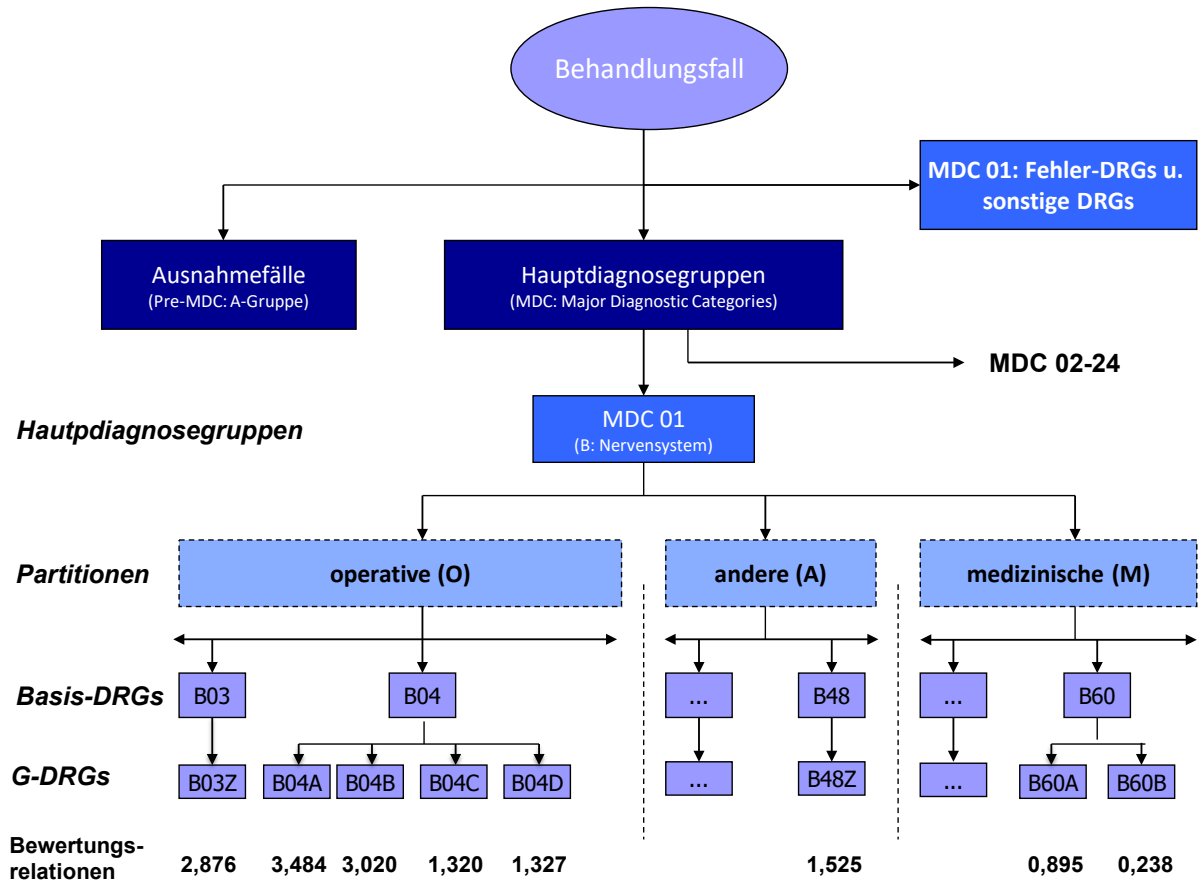 Behandlungsfall
MDC 01: Fehler-DRGs u.
sonstige DRGs
Ausnahmefälle
(Pre-MDC: A-Gruppe)
Hauptdiagnosegruppen
(MDC: Major Diagnostic Categories)
MDC 02-24
Hautpdiagnosegruppen
MDC 01
(B: Nervensystem)
Partitionen
operative (O)
andere (A)
medizinische (M)
Basis-DRGs
B03
B04
...
B48
...
B60
G-DRGs
B03Z
B04A
B04B
B04C
B04D
...
B48Z
...
B60A
B60B
Bewertungs-
relationen
2,876
3,484
3,020
1,320
1,327
1,525
0,895
0,238